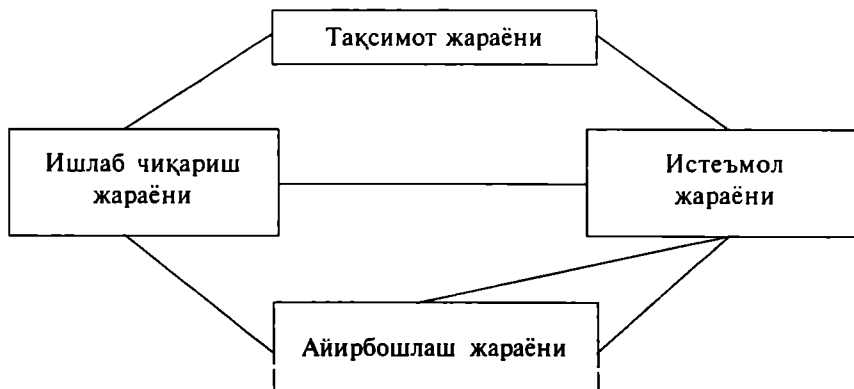 Тақсимот жараёни
Ишлаб чиқариш
жараёни
Истеъмол
жараёни
Айирбошлаш жараёни